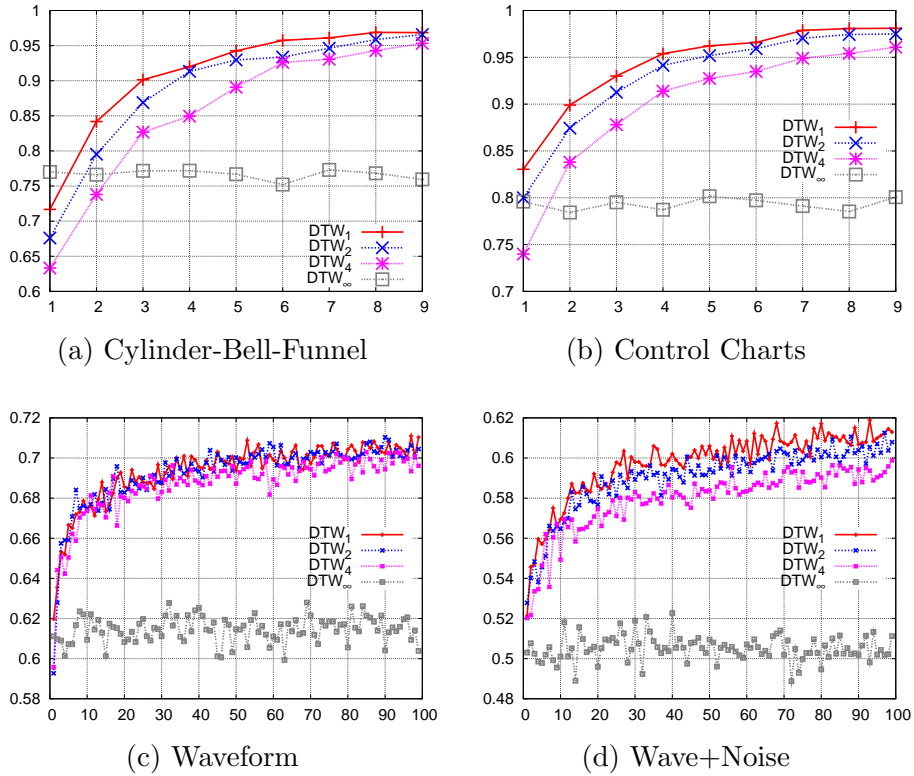 1
0.95
0.9
0.85
0.8
0.75
0.7
0.65
0.6
1 2 3 4 5 6 7 8 9
DTW₁
DTW₂
DTW₄
DTW∞
(a) Cylinder-Bell-Funnel
1
0.95
0.9
0.85
0.8
0.75
0.7
1 2 3 4 5 6 7 8 9
DTW₁
DTW₂
DTW₄
DTW∞
(b) Control Charts
0.72
0.7
0.68
0.66
0.64
0.62
0.6
0.58
0 10 20 30 40 50 60 70 80 90 100
DTW₁
DTW₂
DTW₄
DTW∞
(c) Waveform
0.62
0.6
0.58
0.56
0.54
0.52
0.5
0.48
0 10 20 30 40 50 60 70 80 90 100
DTW₁
DTW₂
DTW₄
DTW∞
(d) Wave+Noise